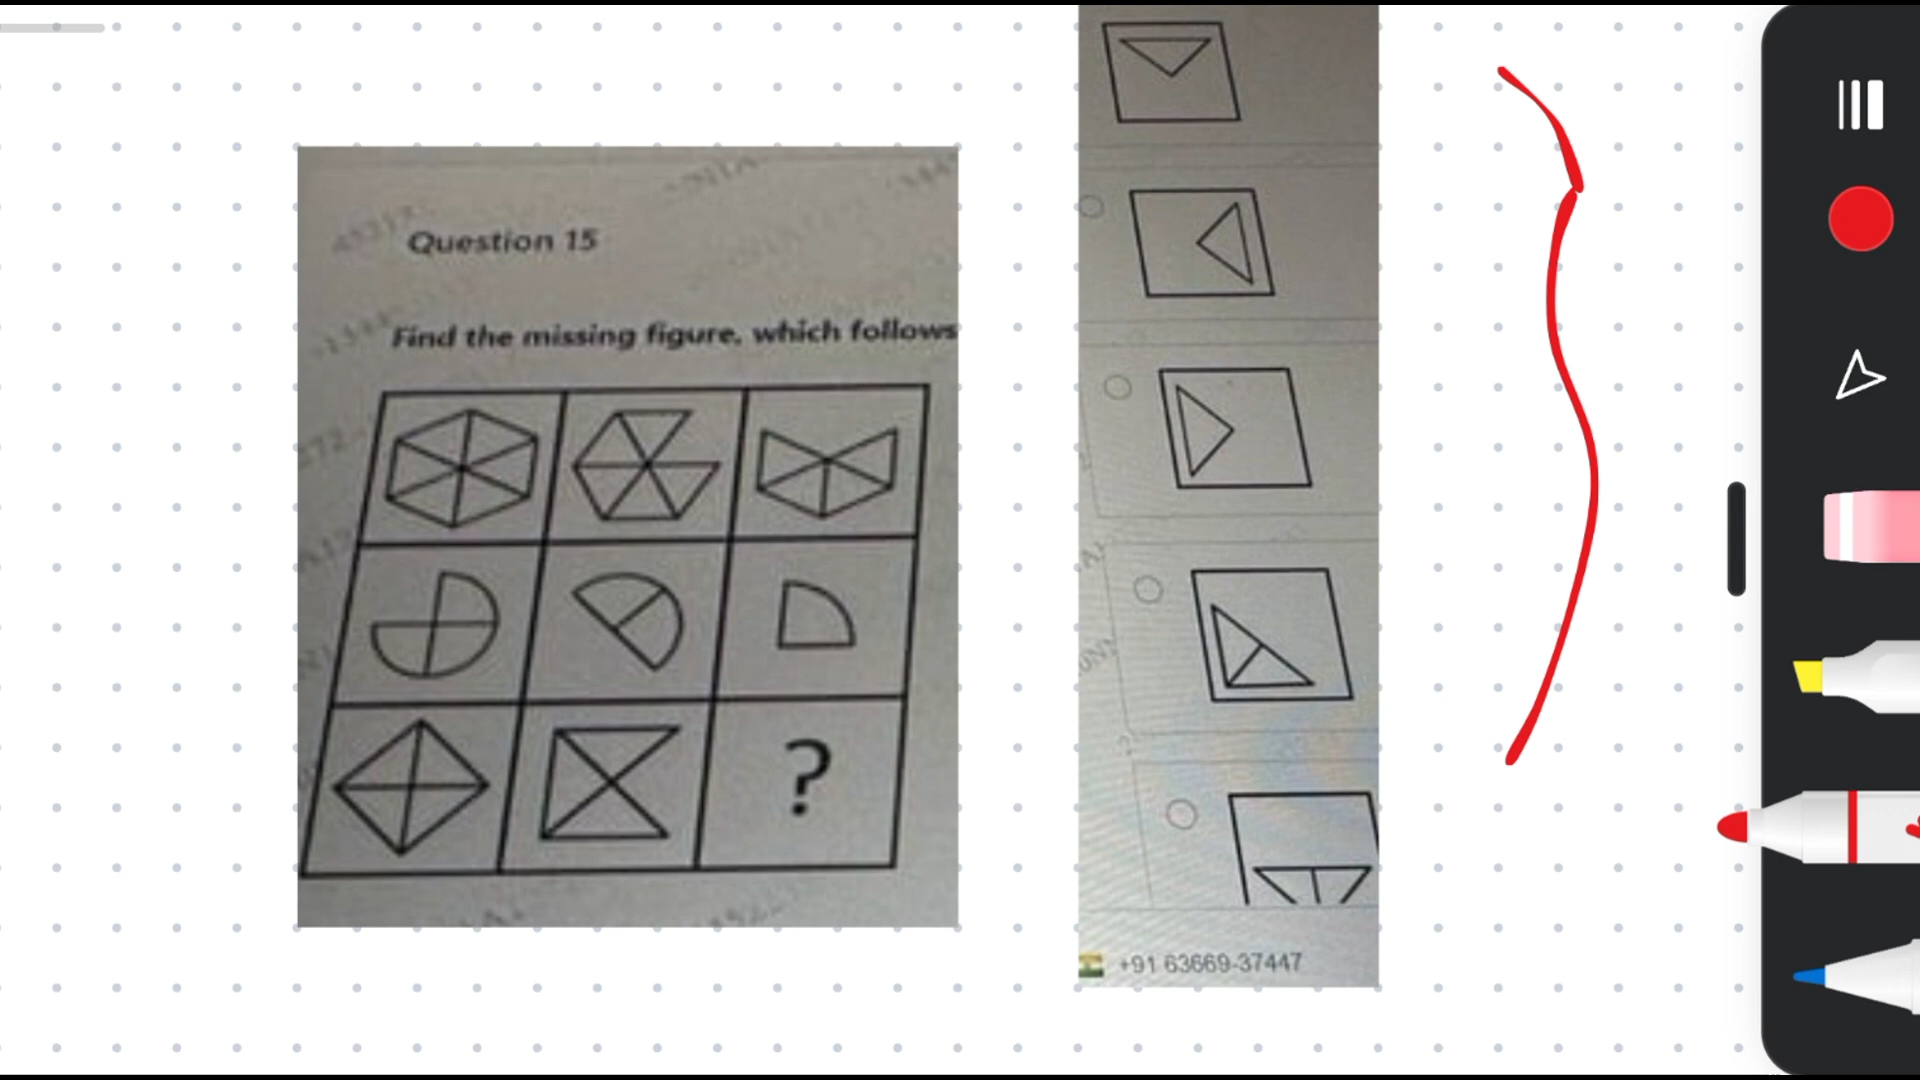 Question 15
Find the missing figure, which follows
?
+91 63669-37447